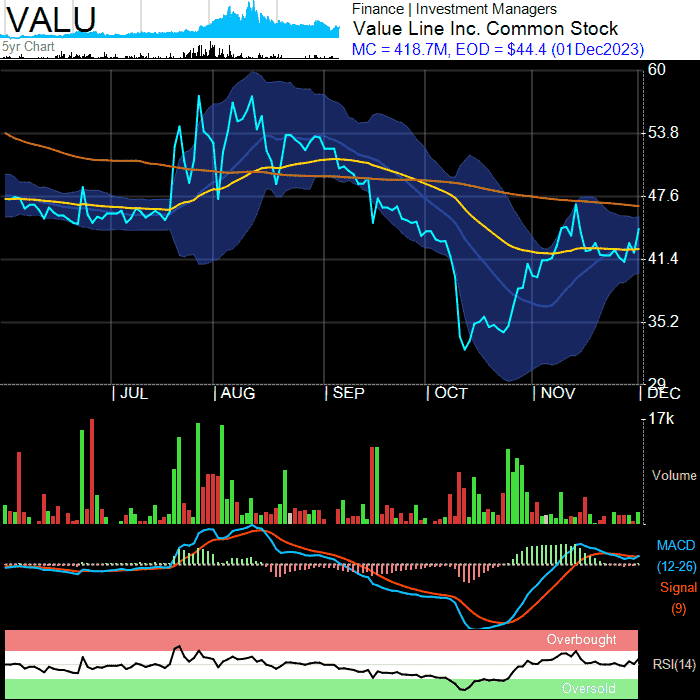 VALU
5yr Chart
Finance | Investment Managers
Value Line Inc. Common Stock
MC = 418.7M, EOD = $44.4 (01Dec2023)
60
53.8
47.6
41.4
35.2
29
| JUL | AUG | SEP | OCT | NOV | DEC
17k
Volume
MACD
(12-26)
Signal
(9)
Overbought
RSI(14)
Oversold